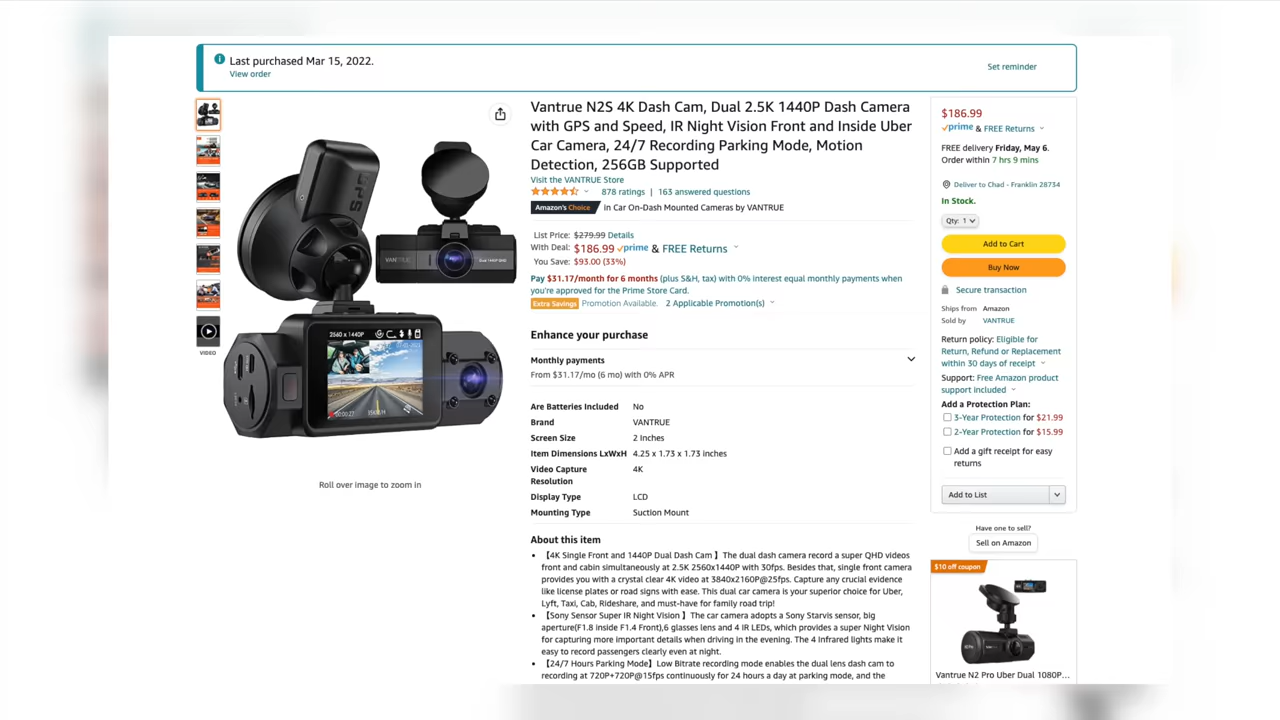 Last purchased Mar 15, 2022.
View order
Set reminder
VIDEO
GPS
VANTRUE
2560 x 1440P
35KM/H
Roll over image to zoom in
Vantrue N2S 4K Dash Cam, Dual 2.5K 1440P Dash Camera
with GPS and Speed, IR Night Vision Front and Inside Uber
Car Camera, 24/7 Recording Parking Mode, Motion
Detection, 256GB Supported
Visit the VANTRUE Store
878 ratings | 163 answered questions
Amazon's Choice in Car On-Dash Mounted Cameras by VANTRUE
List Price: $279.99 Details
With Deal: $186.99 prime & FREE Returns
You Save: $93.00 (33%)
Pay $31.17/month for 6 months (plus S&H, tax) with 0% interest equal monthly payments when
you're approved for the Prime Store Card.
Extra Savings Promotion Available. 2 Applicable Promotion(s)
Enhance your purchase
Monthly payments
From $31.17/mo (6 mo) with 0% APR
Are Batteries Included No
Brand VANTRUE
Screen Size 2 Inches
Item Dimensions LxWxH 4.25 x 1.73 x 1.73 inches
Video Capture 4K
Resolution
Display Type LCD
Mounting Type Suction Mount
About this item
• 【4K Single Front and 1440P Dual Dash Cam 】The dual dash camera record a super QHD videos
front and cabin simultaneously at 2.5K 2560x1440P with 30fps. Besides that, single front camera
provides you with a crystal clear 4K video at 3840x2160P@25fps. Capture any crucial evidence
like license plates or road signs with ease. This dual car camera is your superior choice for Uber,
Lyft, Taxi, Cab, Rideshare, and must-have for family road trip!
• 【Sony Sensor Super IR Night Vision 】The car camera adopts a Sony Starvis sensor, big
aperture(F1.8 inside F1.4 Front),6 glasses lens and 4 IR LEDs, which provides a super Night Vision
for capturing more important details when driving in the evening. The 4 Infrared lights make it
easy to record passengers clearly even at night.
• 【24/7 Hours Parking Mode】Low Bitrate recording mode enables the dual lens dash cam to
recording at 720P+720P@15fps continuously for 24 hours a day at parking mode, and the
$186.99
prime & FREE Returns
FREE delivery Friday, May 6.
Order within 7 hrs 9 mins
Deliver to Chad - Franklin 28734
In Stock.
Qty: 1
Add to Cart
Buy Now
Secure transaction
Ships from Amazon
Sold by VANTRUE
Return policy: Eligible for
Return, Refund or Replacement
within 30 days of receipt
Support: Free Amazon product
support included
Add a Protection Plan:
3-Year Protection for $21.99
2-Year Protection for $15.99
Add a gift receipt for easy
returns
Add to List
Have one to sell?
Sell on Amazon
$10 off coupon
Vantrue N2 Pro Uber Dual 1080P...